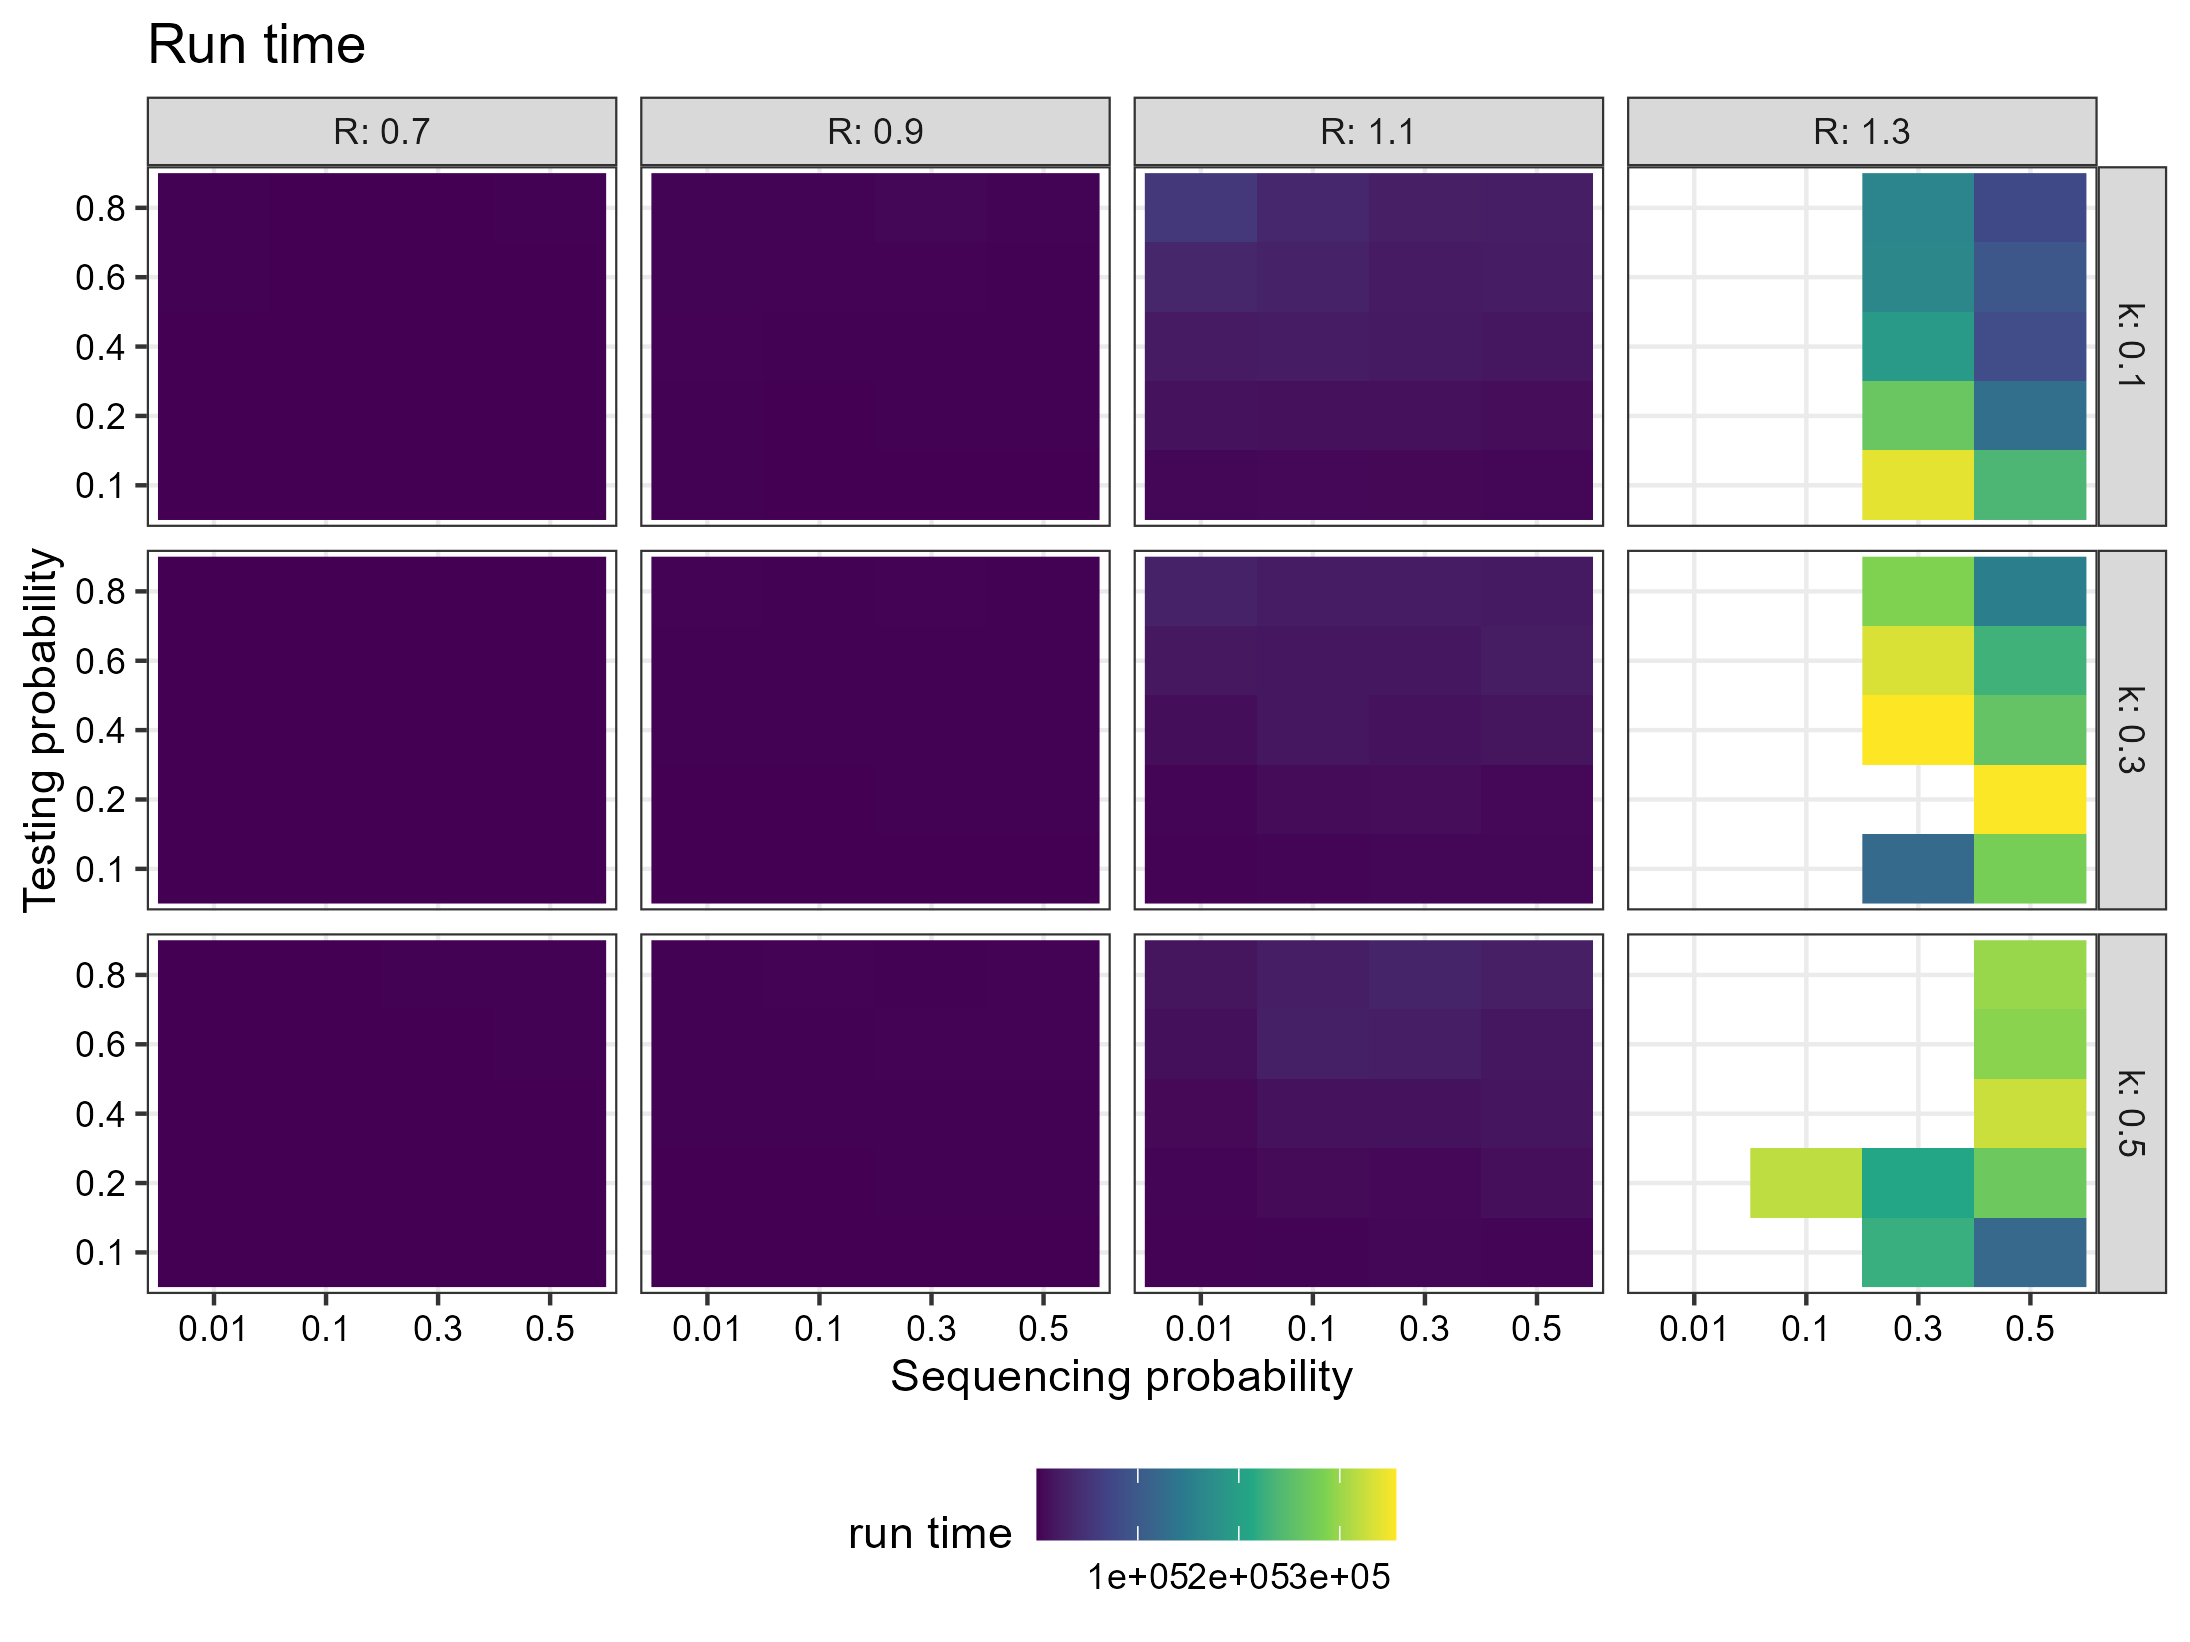 Run time
R: 0.7
R: 0.9
R: 1.1
R: 1.3
0.8
0.6
0.4
0.2
0.1
k: 0.1
Testing probability
0.8
0.6
0.4
0.2
0.1
k: 0.3
0.8
0.6
0.4
0.2
0.1
k: 0.5
0.01 0.1 0.3 0.5
0.01 0.1 0.3 0.5
0.01 0.1 0.3 0.5
0.01 0.1 0.3 0.5
Sequencing probability
run time
1e+052e+053e+05